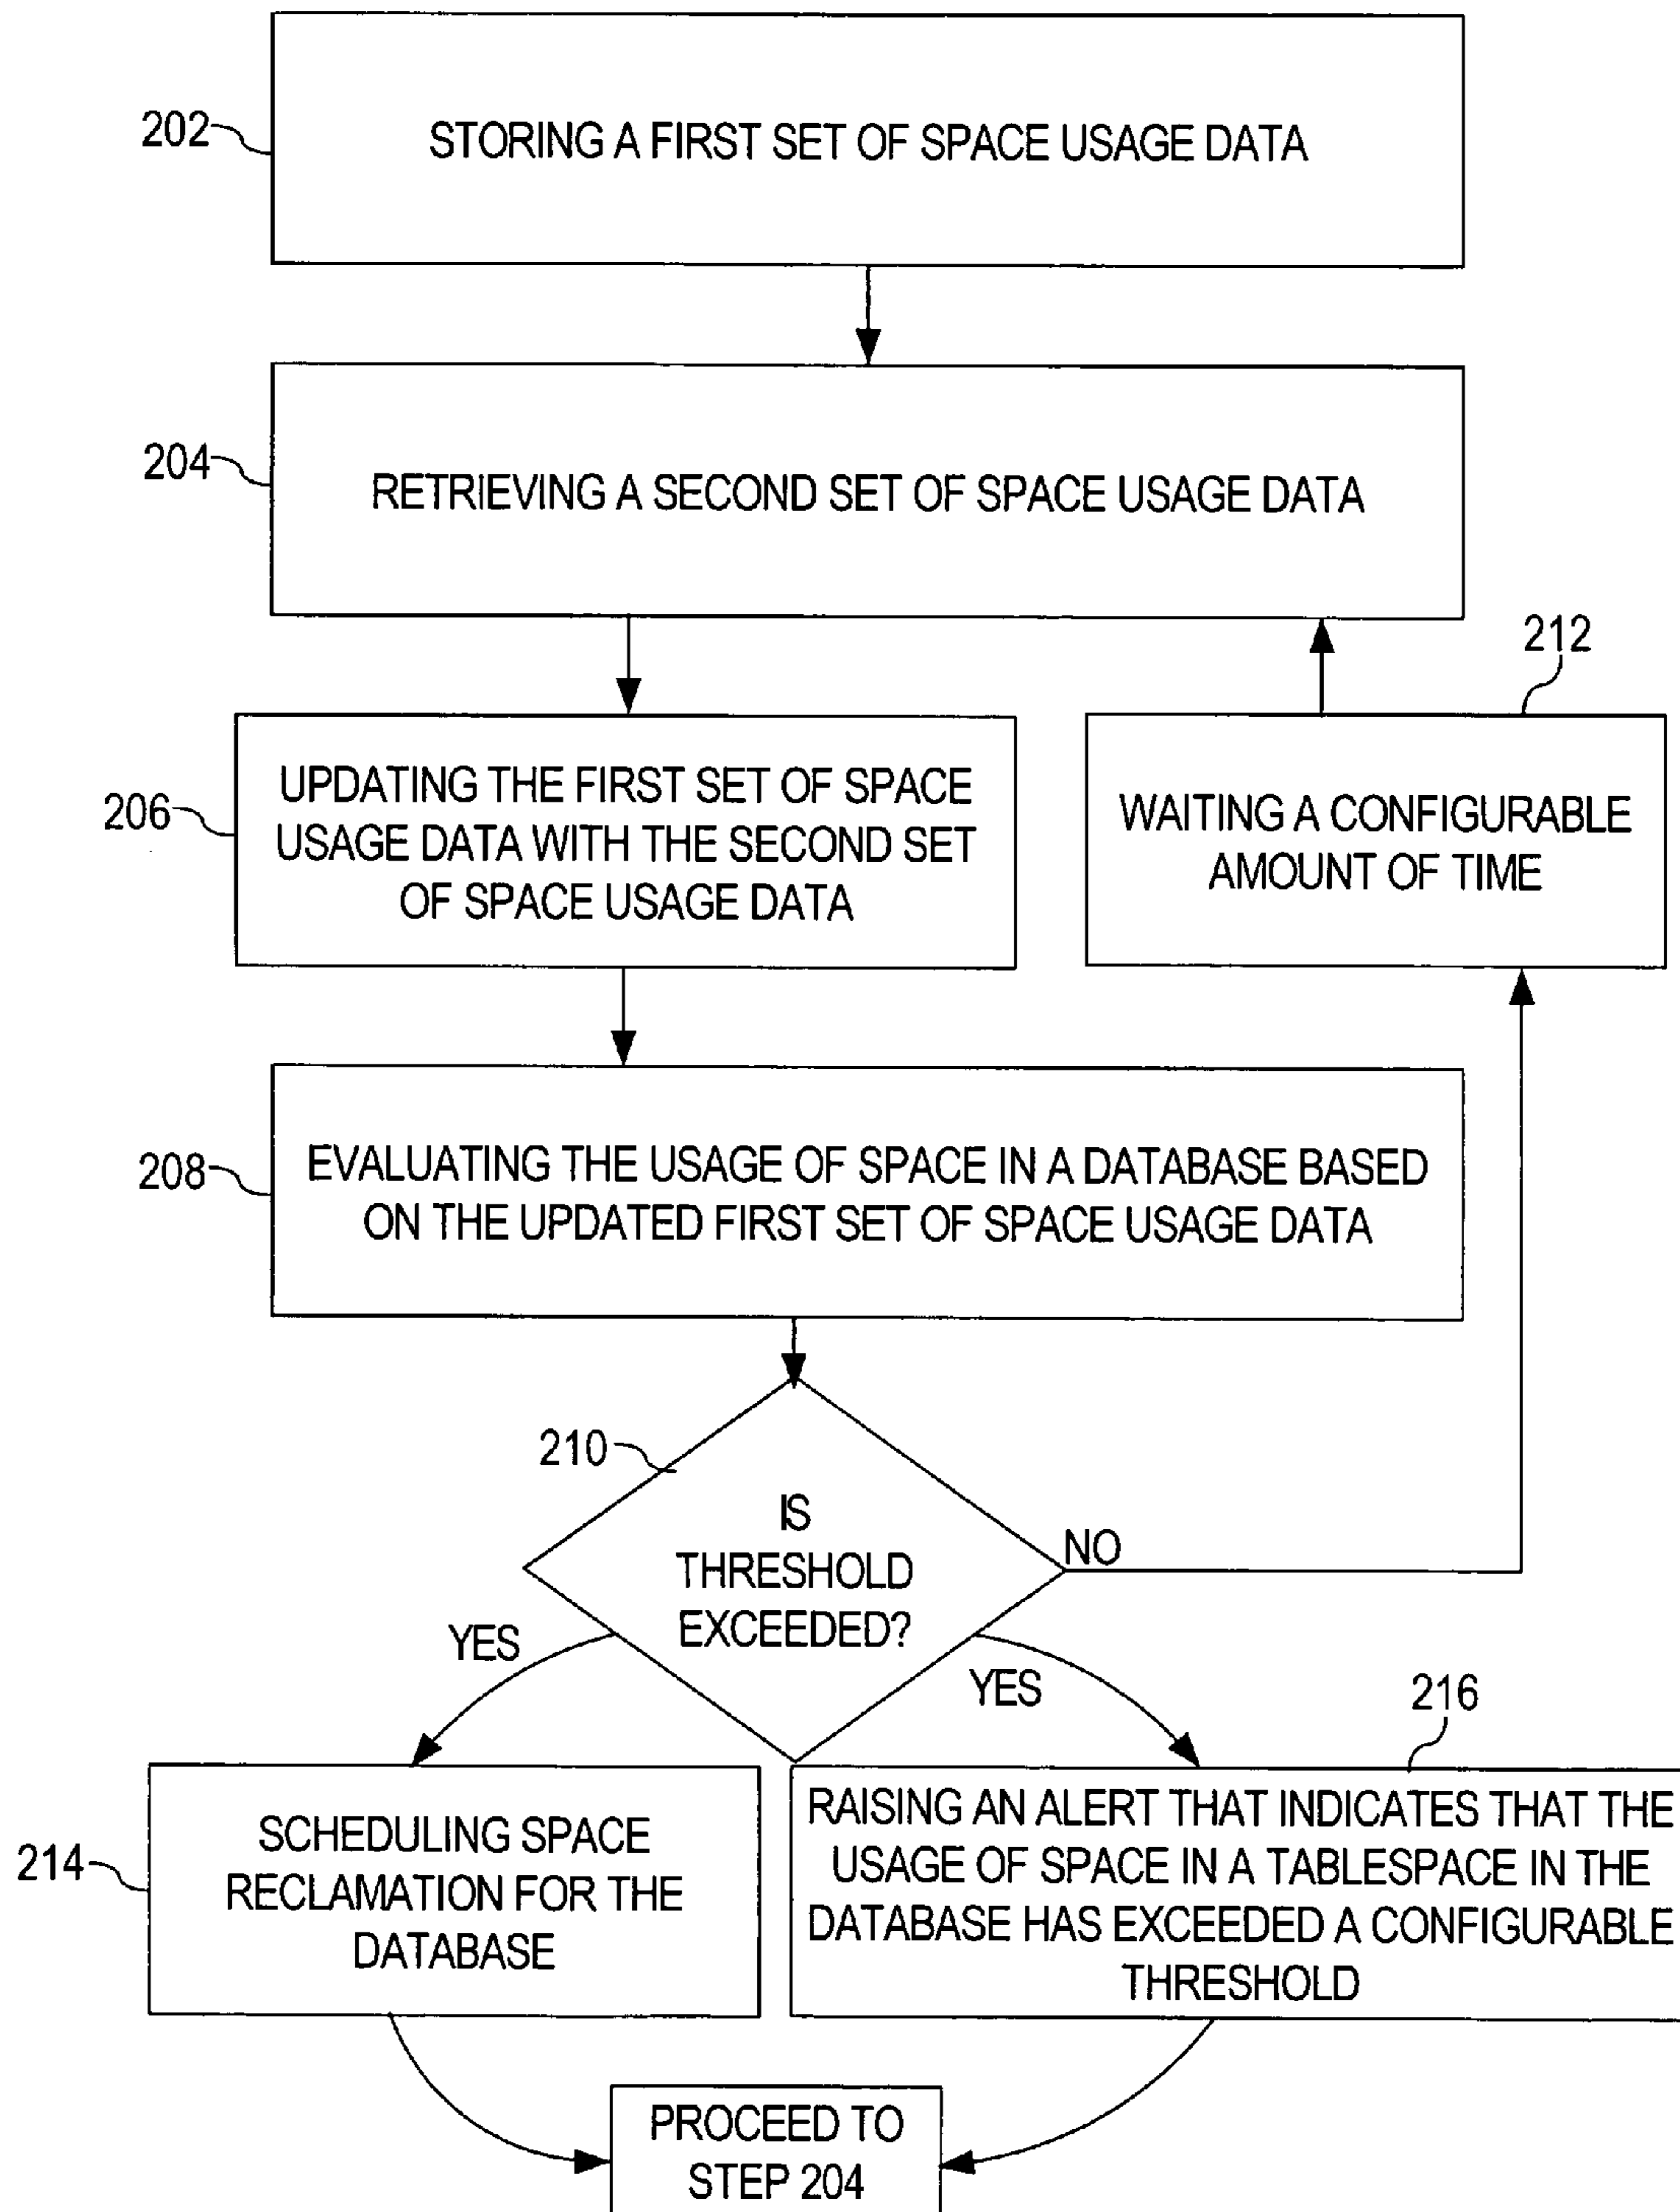 202
STORING A FIRST SET OF SPACE USAGE DATA
204
RETRIEVING A SECOND SET OF SPACE USAGE DATA
206
UPDATING THE FIRST SET OF SPACE
USAGE DATA WITH THE SECOND SET
OF SPACE USAGE DATA
212
WAITING A CONFIGURABLE
AMOUNT OF TIME
208
EVALUATING THE USAGE OF SPACE IN A DATABASE BASED
ON THE UPDATED FIRST SET OF SPACE USAGE DATA
210
IS
THRESHOLD
EXCEEDED?
NO
YES
YES
214
SCHEDULING SPACE
RECLAMATION FOR THE
DATABASE
216
RAISING AN ALERT THAT INDICATES THAT THE
USAGE OF SPACE IN A TABLESPACE IN THE
DATABASE HAS EXCEEDED A CONFIGURABLE
THRESHOLD
PROCEED TO
STEP 204